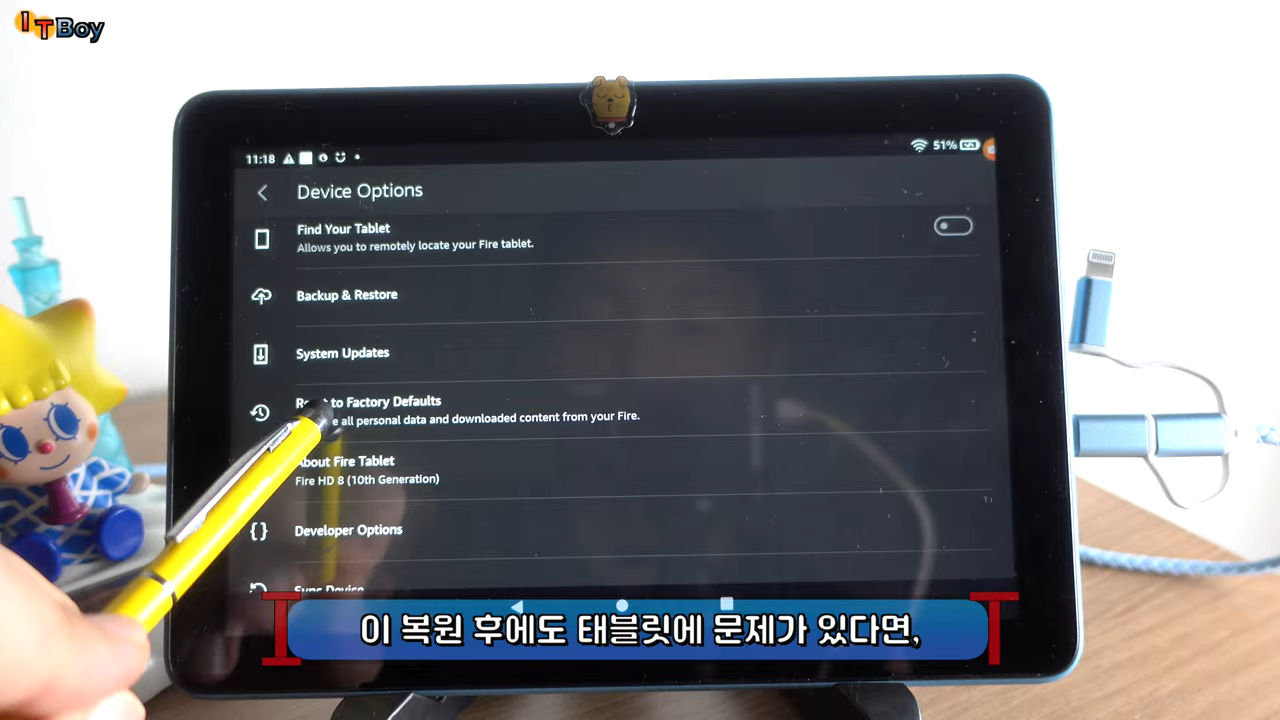 ITBoy
11:18
51%
Device Options
Find Your Tablet
Allows you to remotely locate your Fire tablet.
Backup & Restore
System Updates
to Factory Defaults
all personal data and downloaded content from your Fire.
About Fire Tablet
Fire HD 8 (10th Generation)
Developer Options
Sync Device
이 복원 후에도 태블릿에 문제가 있다면,